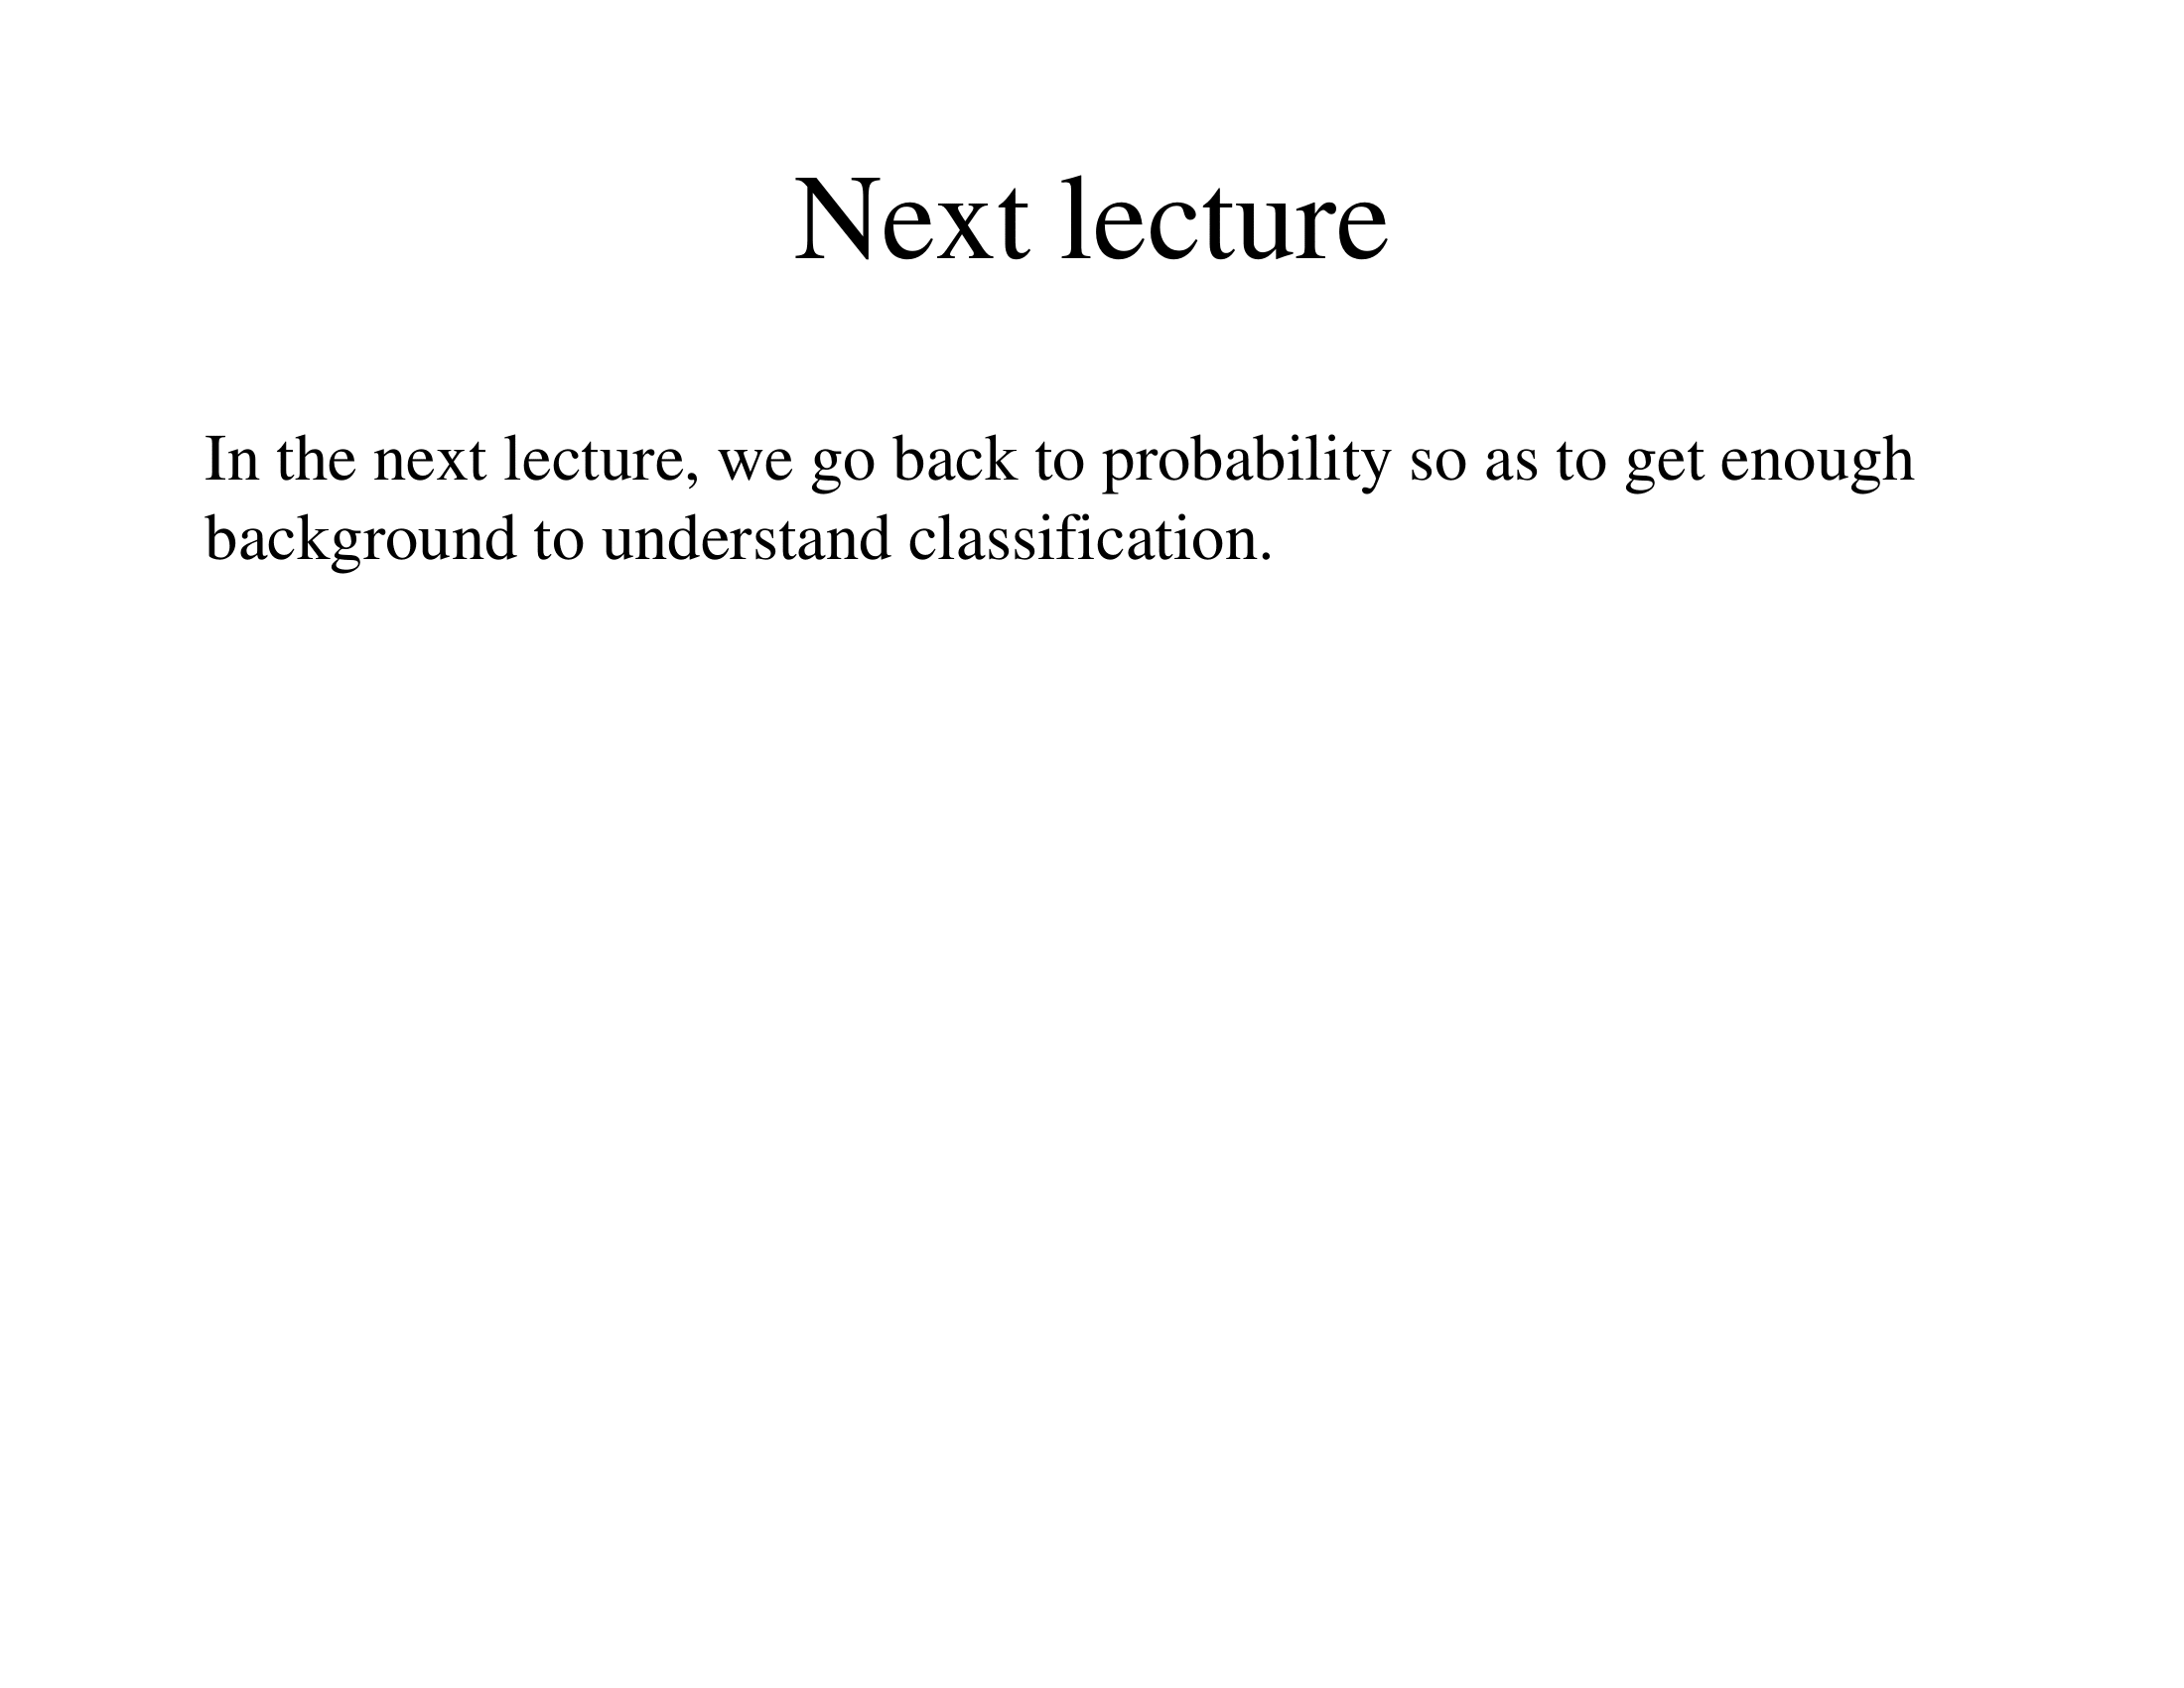 Next lecture
In the next lecture, we go back to probability so as to get enough
background to understand classification.